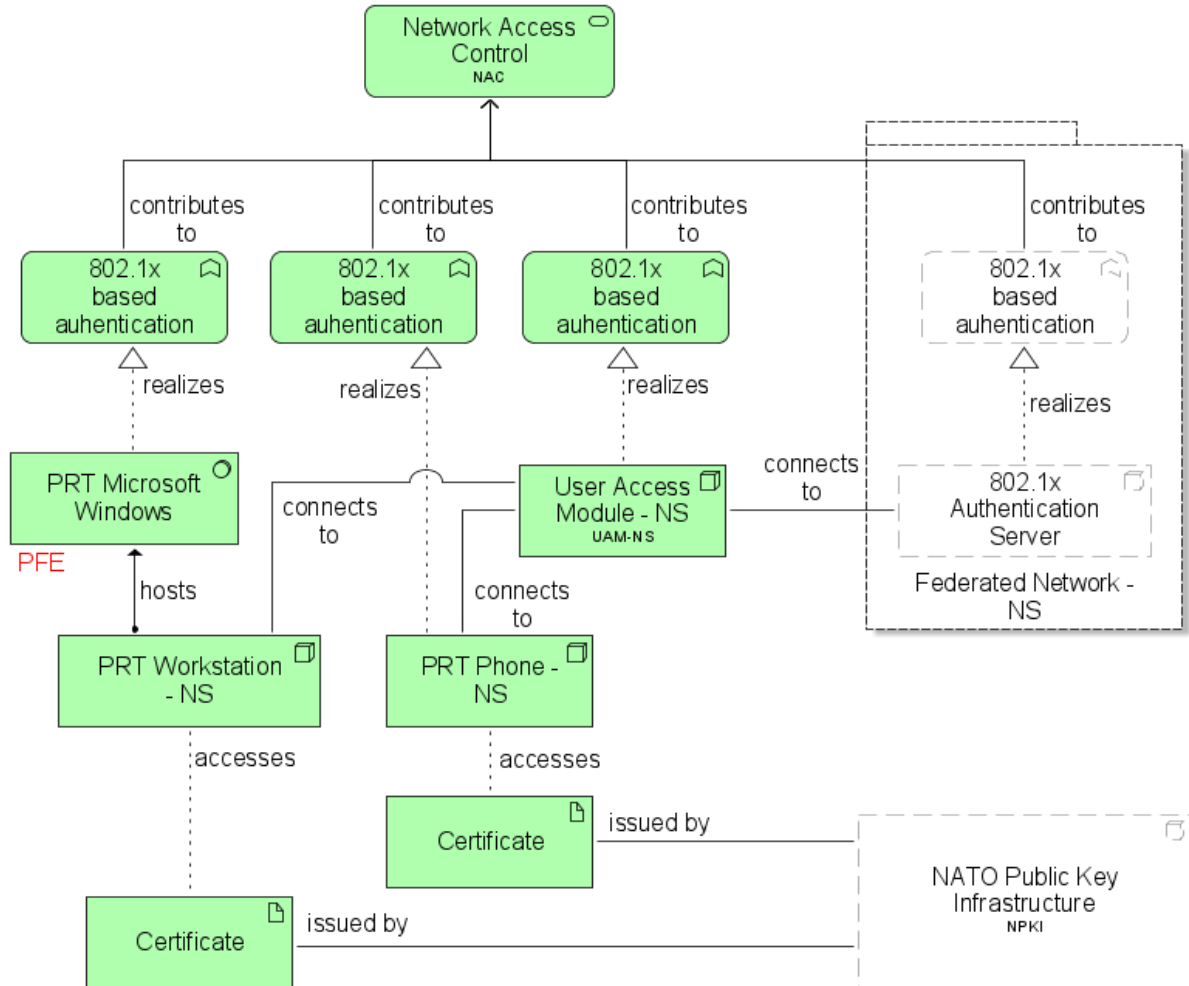 Network Access
Control
NAC
contributes
to
contributes
to
contributes
to
contributes
to
802.1x
based
auhentication
802.1x
based
auhentication
802.1x
based
auhentication
802.1x
based
auhentication
realizes
realizes
realizes
realizes
PRT Microsoft
Windows
PFE
connects
to
User Access
Module - NS
UAM-NS
connects
to
802.1x
Authentication
Server
Federated Network -
NS
hosts
connects
to
PRT Workstation
- NS
PRT Phone -
NS
accesses
accesses
Certificate
issued by
Certificate
issued by
NATO Public Key
Infrastructure
NPKI